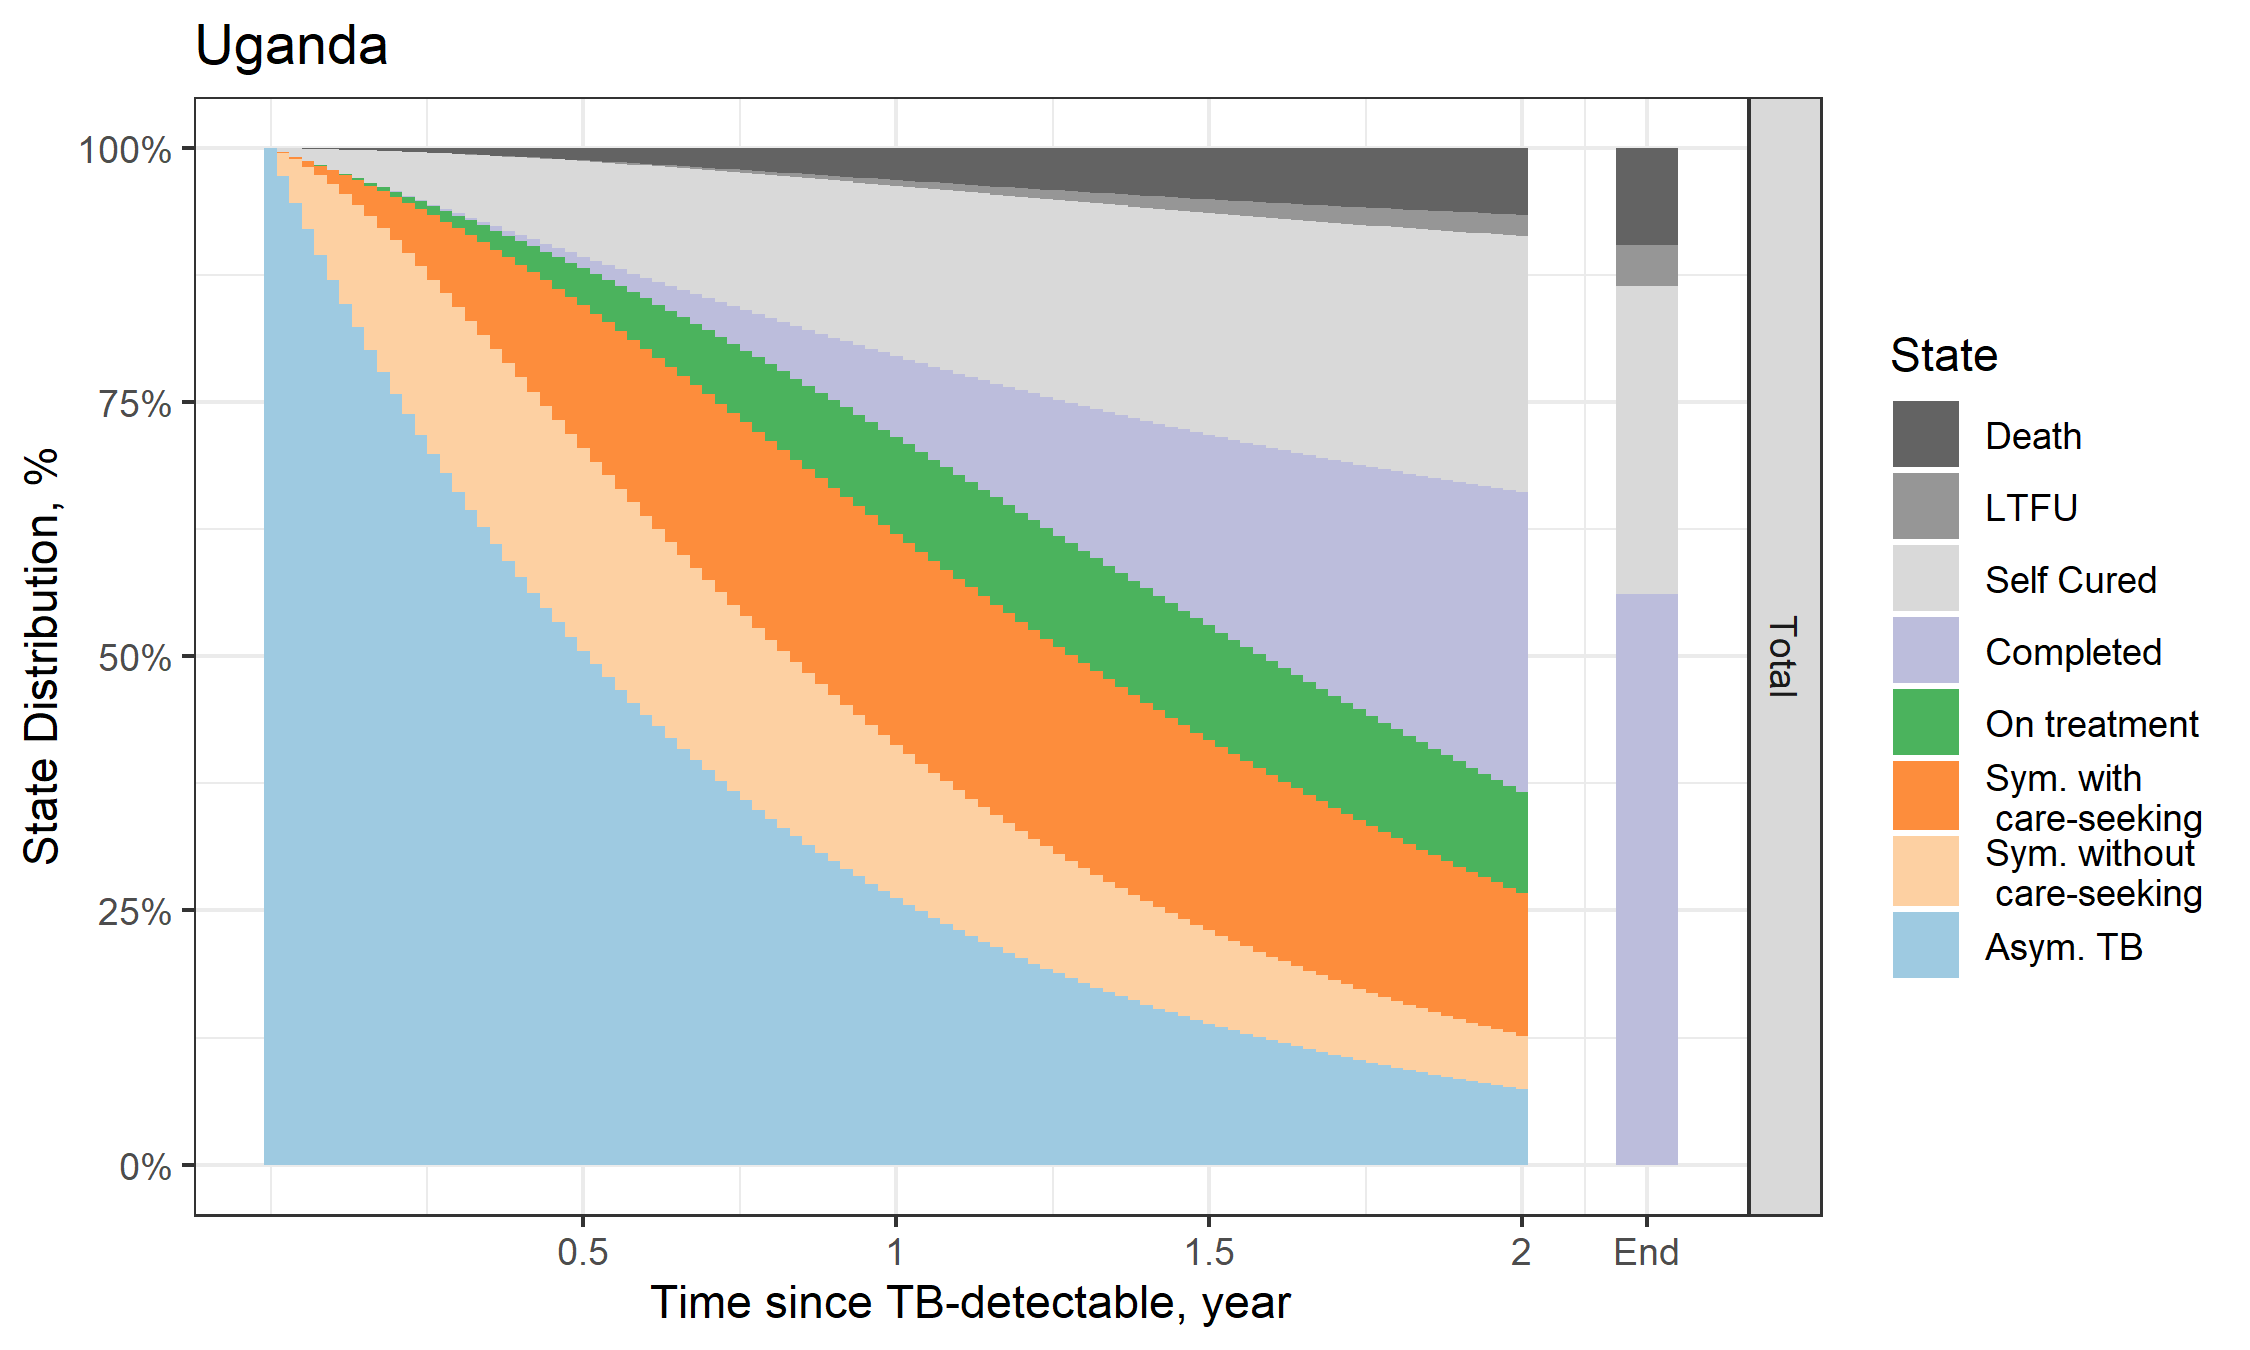 Uganda
100%
75%
50%
25%
0%
State Distribution, %
0.5
1
1.5
2
End
Time since TB-detectable, year
Total
State
Death
LTFU
Self Cured
Completed
On treatment
Sym. with
care-seeking
Sym. without
care-seeking
Asym. TB